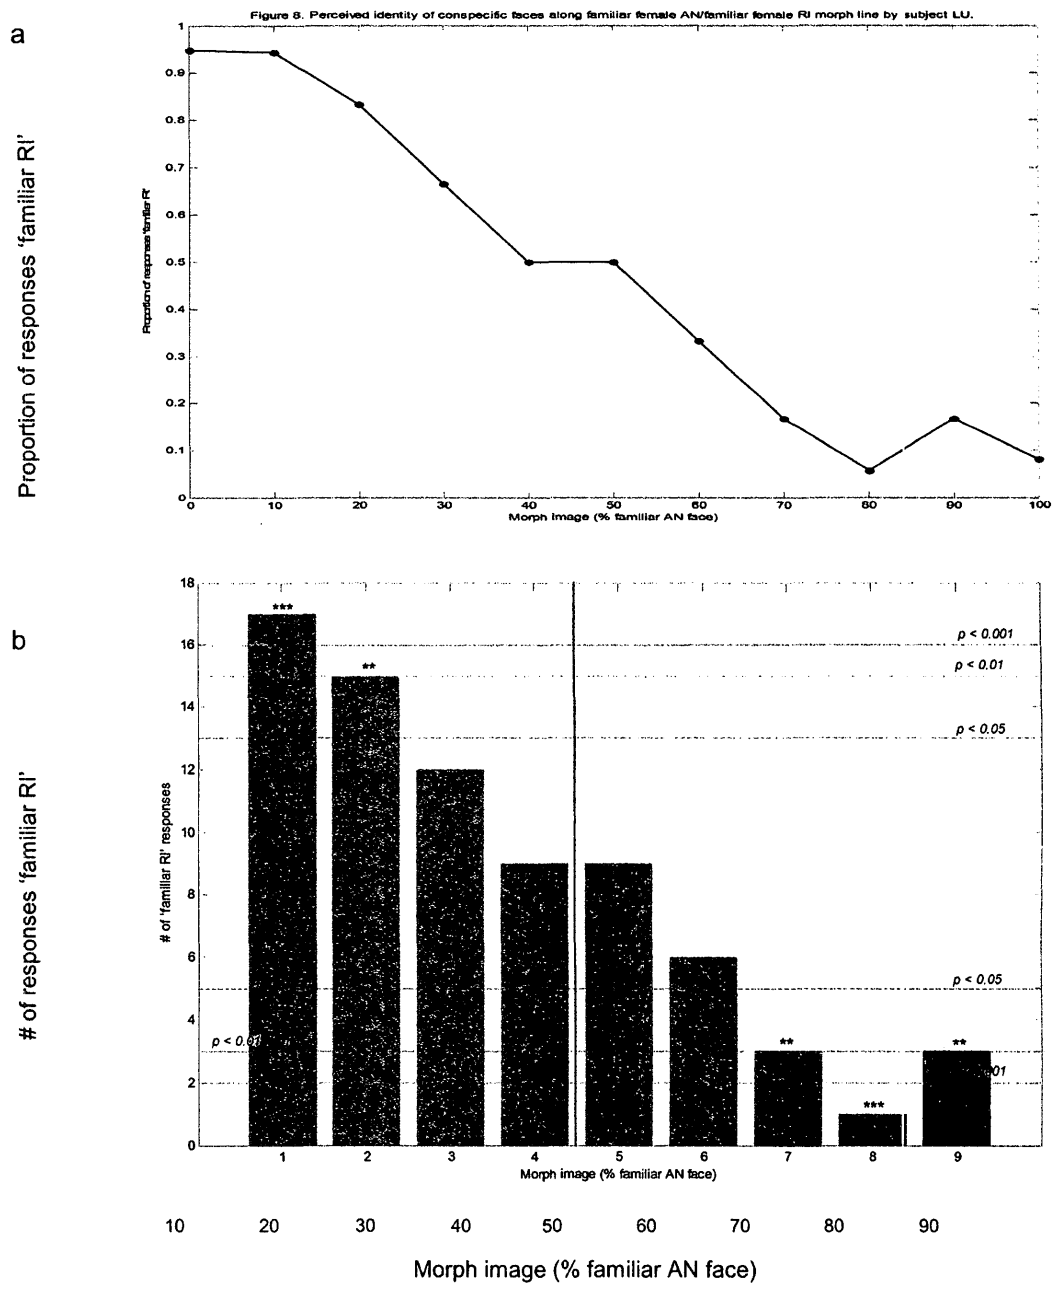 Figure 8. Perceived identity of conspecific faces along familiar female AN/familiar female RI morph line by subject LU.
a
Proportion of responses 'familiar RI'
Proportion of responses 'familiar RI'
1
0.9
0.8
0.7
0.6
0.5
0.4
0.3
0.2
0.1
0
0 10 20 30 40 50 60 70 80 90 100
Morph Image (% familiar AN face)
b
# of responses 'familiar RI'
# of 'familiar RI' responses
18
16
14
12
10
8
6
4
2
0
***
**
p < 0.001
p < 0.01
p < 0.05
p < 0.05
p < 0.01
**
***
**
001
1 2 3 4 5 6 7 8 9
Morph image (% familiar AN face)
10 20 30 40 50 60 70 80 90
Morph image (% familiar AN face)